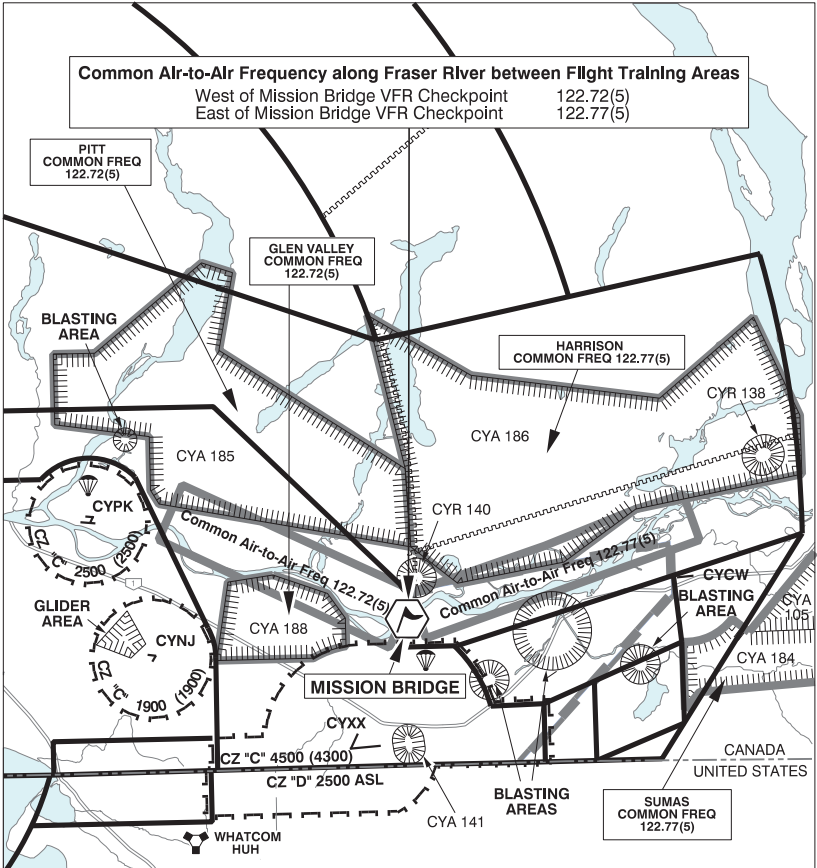 Common Air-to-Air Frequency along Fraser River between Flight Training Areas
West of Mission Bridge VFR Checkpoint 122.72(5)
East of Mission Bridge VFR Checkpoint 122.77(5)
PITT
COMMON FREQ
122.72(5)
GLEN VALLEY
COMMON FREQ
122.72(5)
BLASTING
AREA
HARRISON
COMMON FREQ 122.77(5)
CYR 138
CYA 186
CYA 185
CYPK
CZ "C" 2500 (2500)
CYR 140
Common Air-to-Air Freq 122.72(5)
Common Air-to-Air Freq 122.77(5)
1
GLIDER
AREA
CYNJ
CZ "C" 1900 (1900)
CYA 188
CYCW
BLASTING
AREA
CYA
105
CYA 184
MISSION BRIDGE
CYXX
CZ "C" 4500 (4300)
CZ "D" 2500 ASL
CANADA
UNITED STATES
CYA 141
BLASTING
AREAS
SUMAS
COMMON FREQ
122.77(5)
WHATCOM
HUH